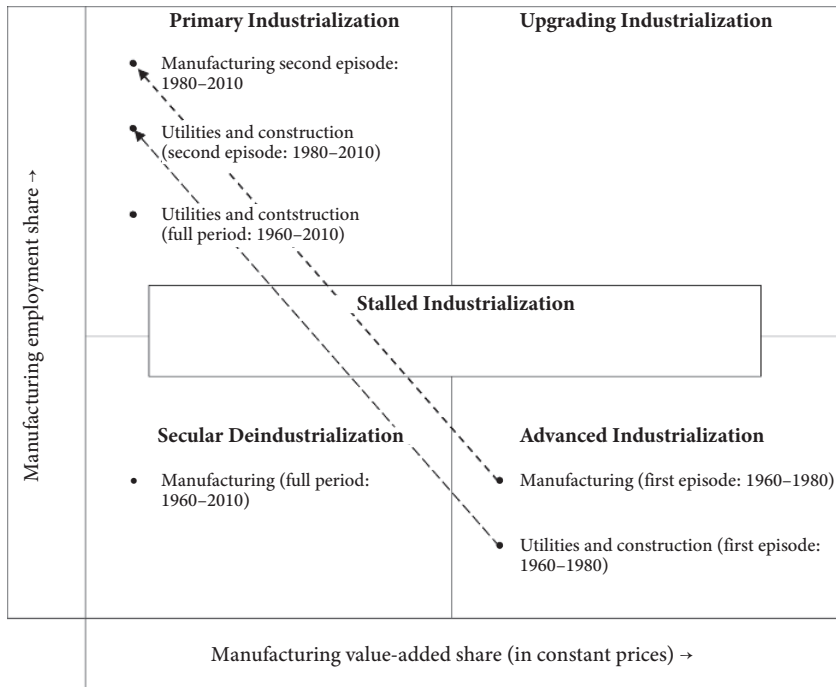 Primary Industrialization
Upgrading Industrialization
Manufacturing second episode:
1980–2010
Utilities and construction
(second episode: 1980–2010)
Utilities and contstruction
(full period: 1960–2010)
Manufacturing employment share →
Stalled Industrialization
Secular Deindustrialization
Advanced Industrialization
Manufacturing (full period:
1960–2010)
Manufacturing (first episode: 1960–1980)
Utilities and construction (first episode:
1960–1980)
Manufacturing value-added share (in constant prices) →